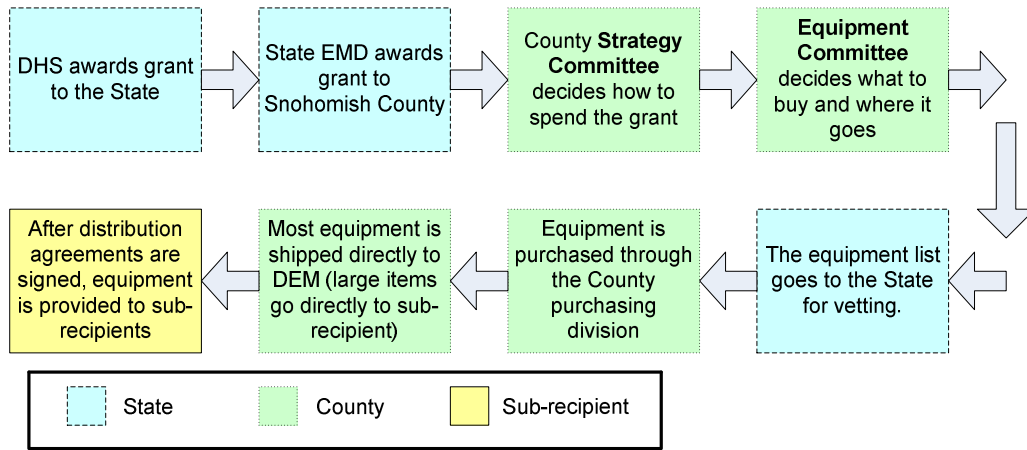 DHS awards grant
to the State
State EMD awards
grant to
Snohomish County
County Strategy
Committee
decides how to
spend the grant
Equipment
Committee
decides what to
buy and where it
goes
The equipment list
goes to the State
for vetting.
Equipment is
purchased through
the County
purchasing
division
Most equipment is
shipped directly to
DEM (large items
go directly to sub-
recipient)
After distribution
agreements are
signed, equipment
is provided to sub-
recipients
State
County
Sub-recipient